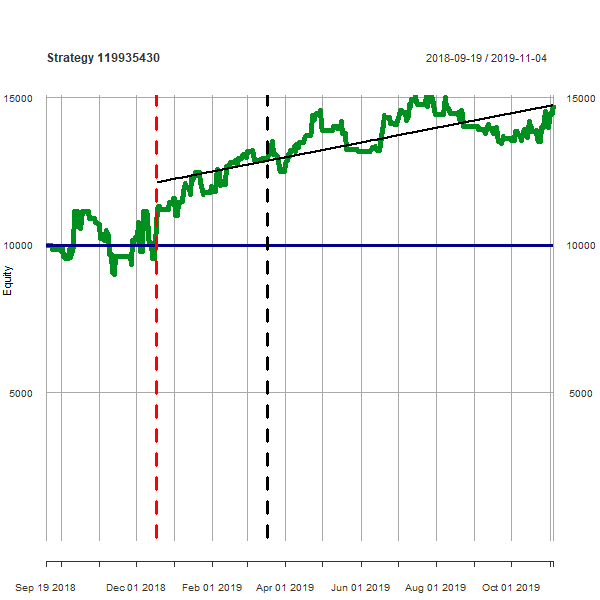 Strategy 119935430 2018-09-19 / 2019-11-04
15000 15000
10000 10000
Equity
5000 5000
Sep 19 2018 Dec 01 2018 Feb 01 2019 Apr 01 2019 Jun 01 2019 Aug 01 2019 Oct 01 2019